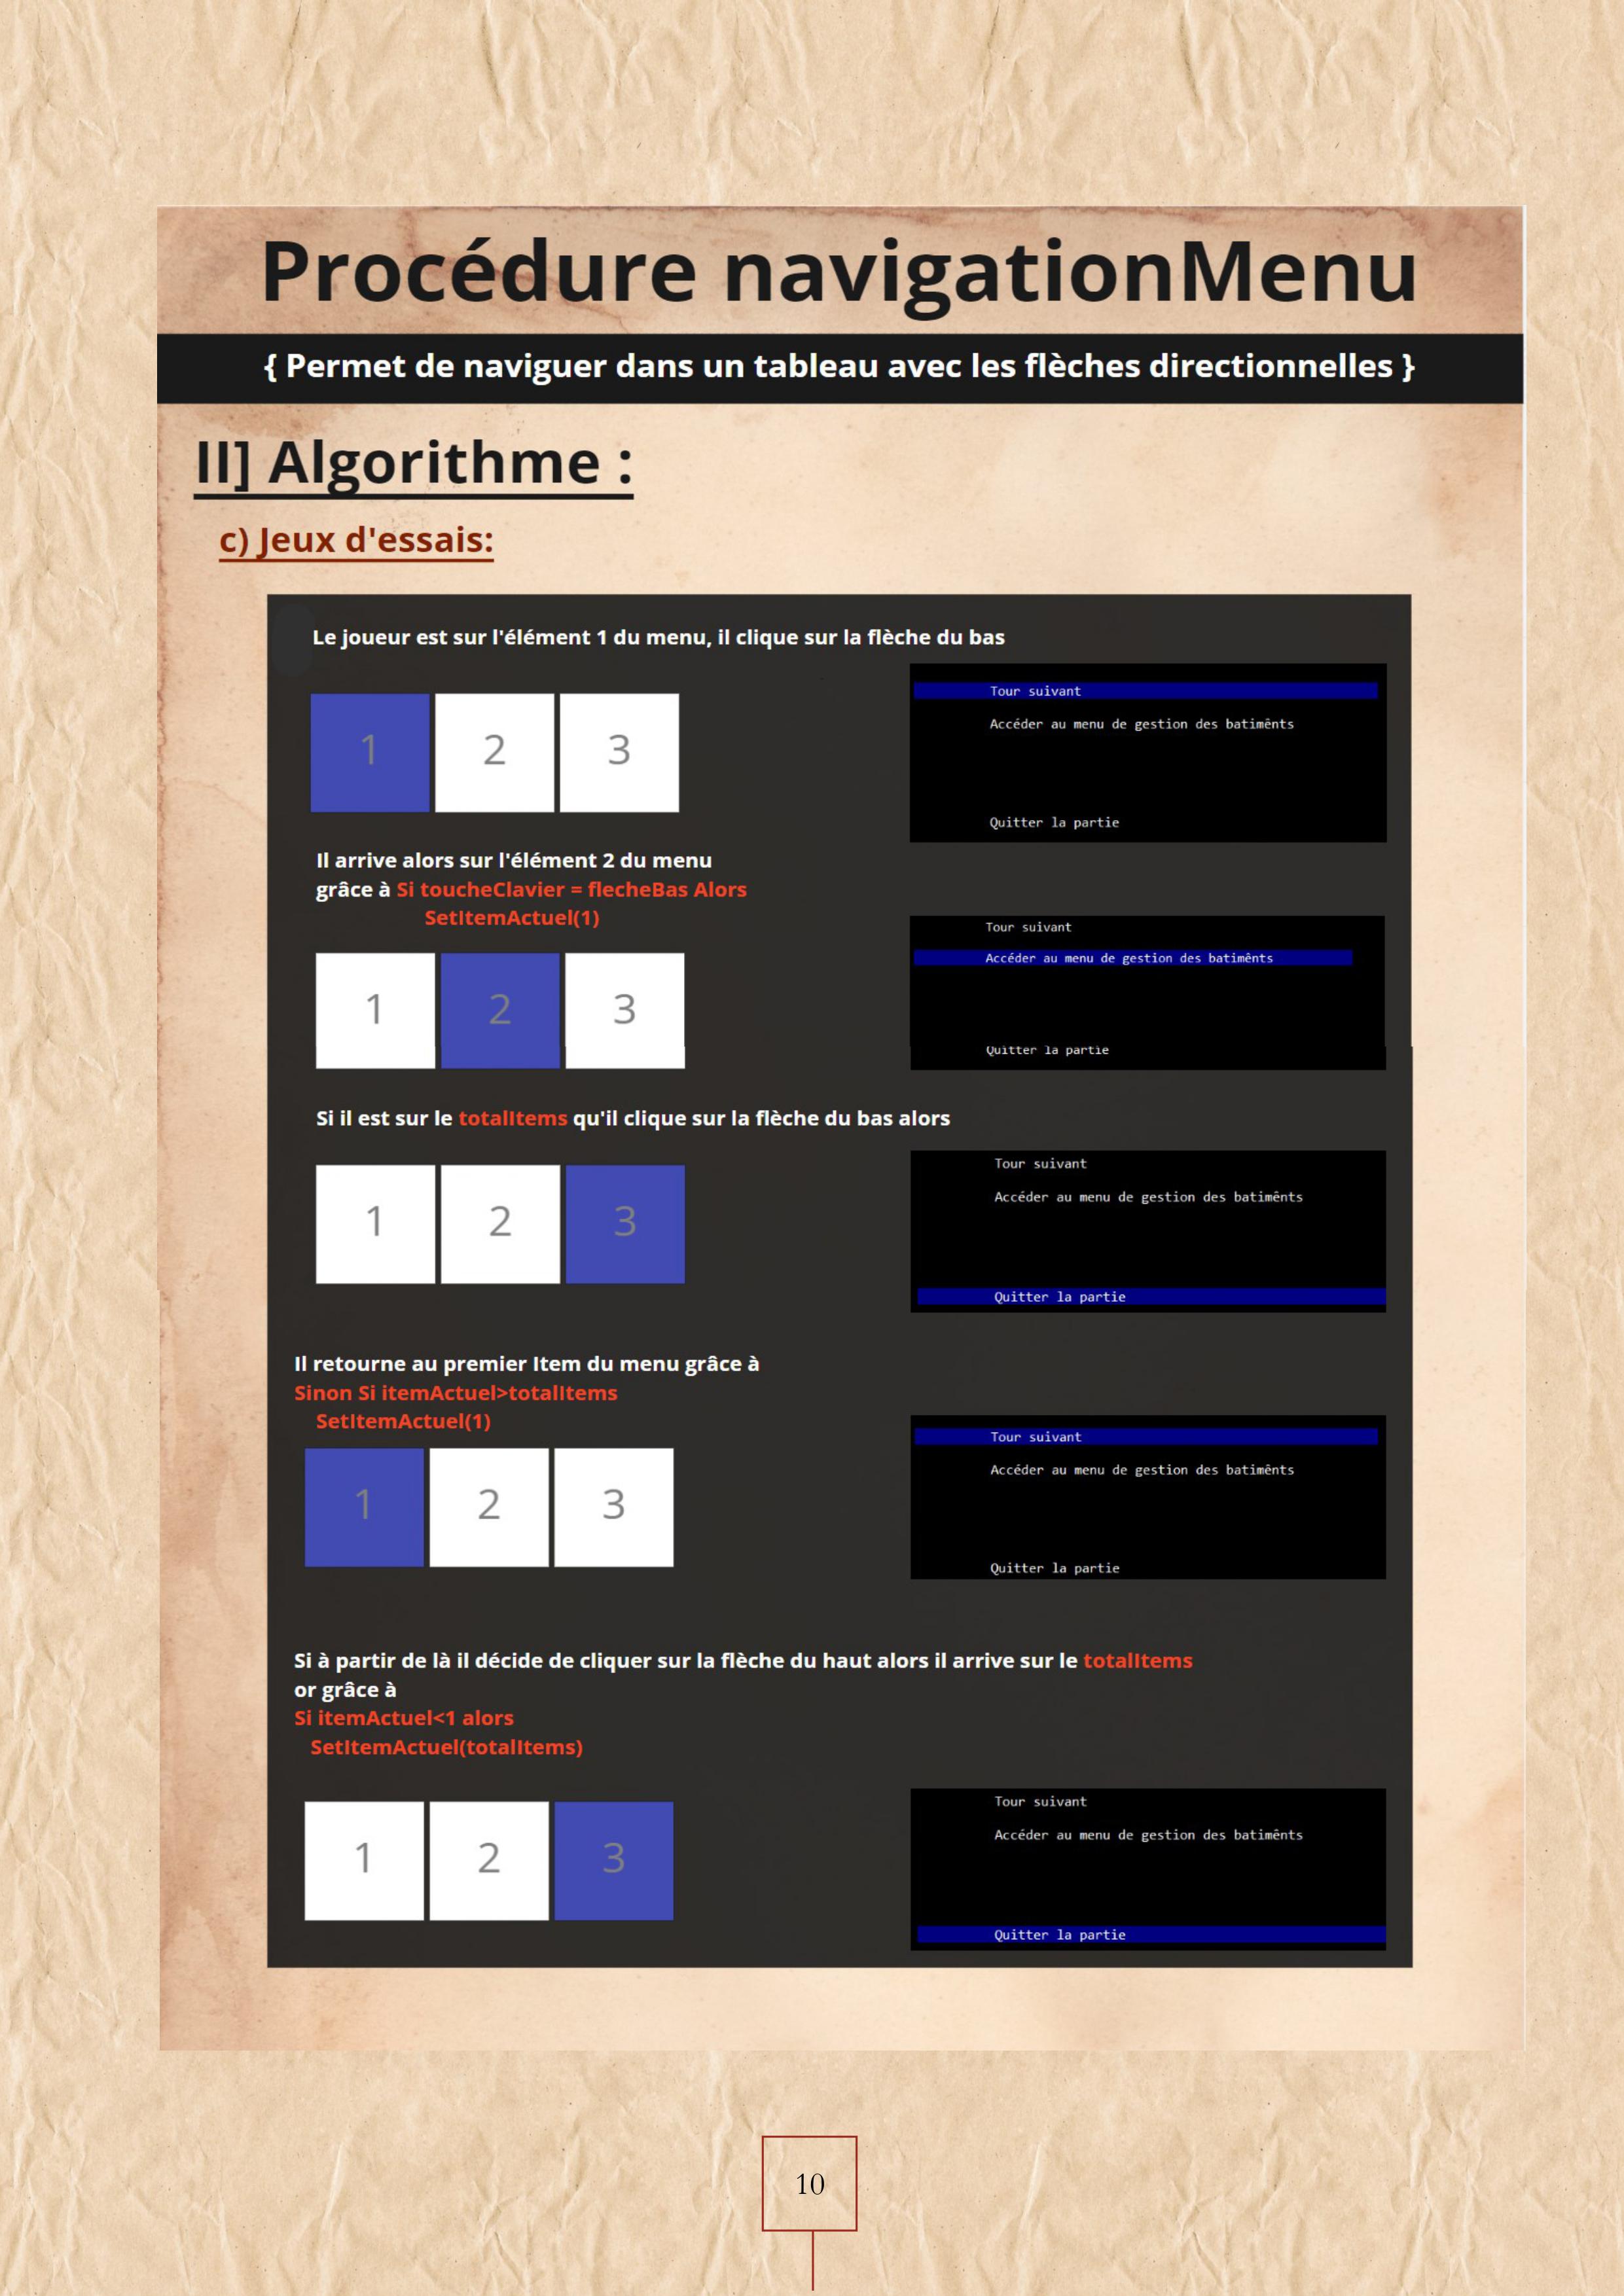 Procédure navigationMenu
{ Permet de naviguer dans un tableau avec les flèches directionnelles }
II] Algorithme :
c) Jeux d'essais:
Le joueur est sur l'élément 1 du menu, il clique sur la flèche du bas
1 2 3
Tour suivant
Accéder au menu de gestion des batimênts
Quitter la partie
Il arrive alors sur l'élément 2 du menu
grâce à Si toucheClavier = flecheBas Alors
SetItemActuel(1)
1 2 3
Tour suivant
Accéder au menu de gestion des batimênts
Quitter la partie
Si il est sur le totalItems qu'il clique sur la flèche du bas alors
1 2 3
Tour suivant
Accéder au menu de gestion des batimênts
Quitter la partie
Il retourne au premier Item du menu grâce à
Sinon Si itemActuel>totalItems
SetItemActuel(1)
1 2 3
Tour suivant
Accéder au menu de gestion des batimênts
Quitter la partie
Si à partir de là il décide de cliquer sur la flèche du haut alors il arrive sur le totalItems
or grâce à
Si itemActuel<1 alors
SetItemActuel(totalItems)
1 2 3
Tour suivant
Accéder au menu de gestion des batimênts
Quitter la partie
10